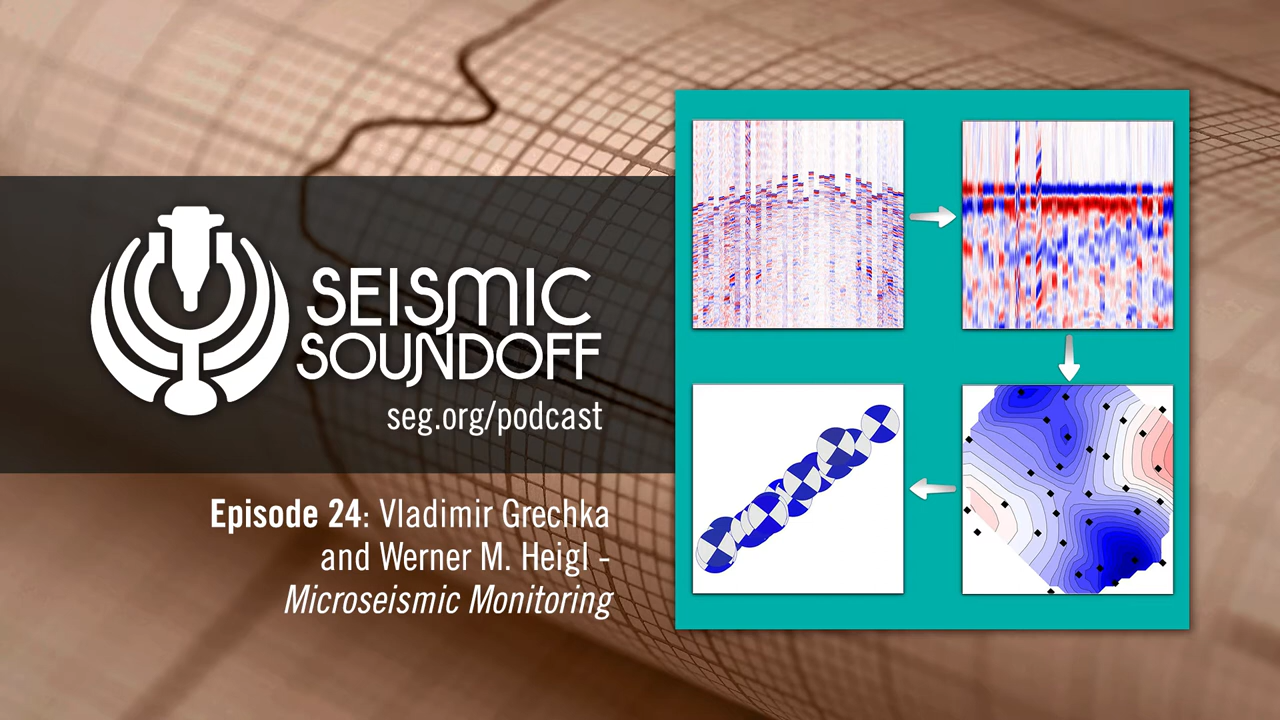 SEISMIC
SOUNDOFF
seg.org/podcast
Episode 24: Vladimir Grechka
and Werner M. Heigl -
Microseismic Monitoring